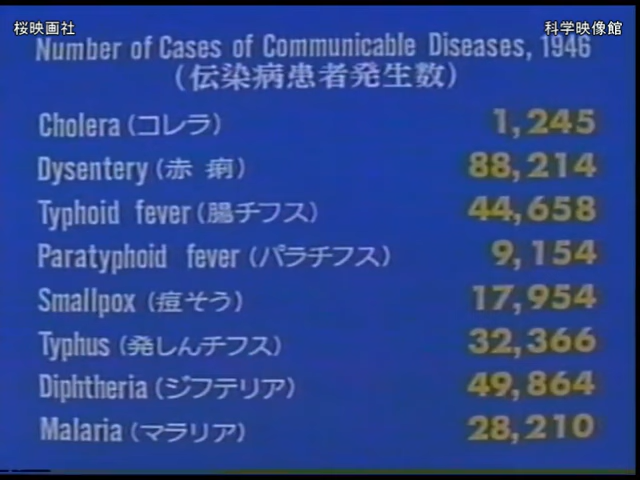 桜映画社
科学映像館
Number of Cases of Communicable Diseases, 1946
(伝染病患者発生数)
Cholera (コレラ) 1,245
Dysentery (赤 痢) 88,214
Typhoid fever (腸チフス) 44,658
Paratyphoid fever (パラチフス) 9,154
Smallpox (痘そう) 17,954
Typhus (発しんチフス) 32,366
Diphtheria (ジフテリア) 49,864
Malaria (マラリア) 28,210